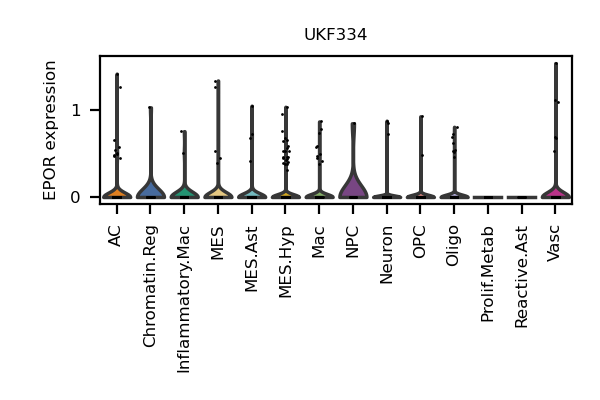 UKF334
EPOR expression
1
0
AC
Chromatin.Reg
Inflammatory.Mac
MES
MES.Ast
MES.Hyp
Mac
NPC
Neuron
OPC
Oligo
Prolif.Metab
Reactive.Ast
Vasc